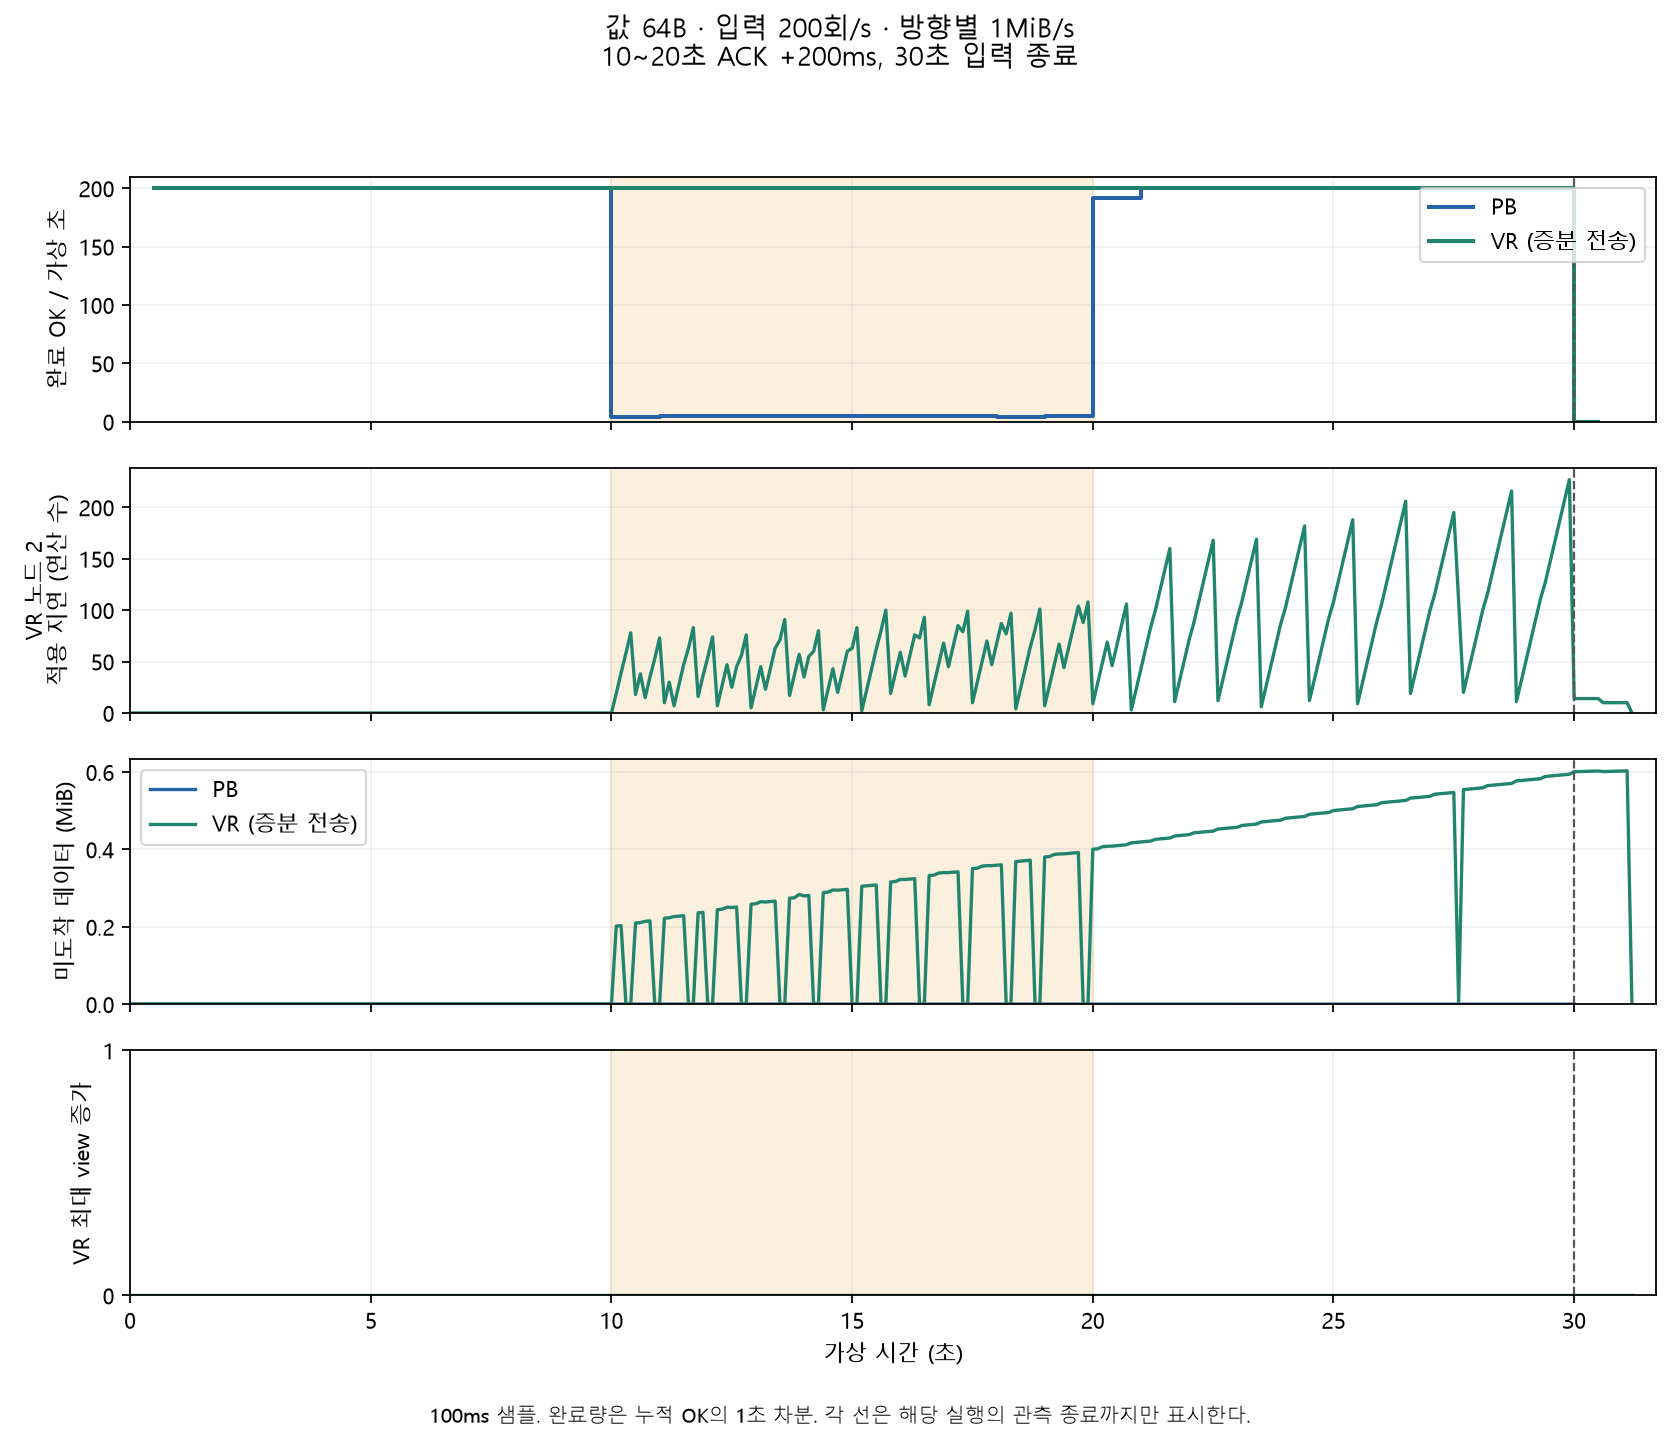 값 64B · 입력 200회/s · 방향별 1MiB/s
10~20초 ACK +200ms, 30초 입력 종료
완료 OK / 가상 초
200
150
100
50
0
PB
VR (증분 전송)
VR 노드 2
적용 지연 (연산 수)
200
150
100
50
0
미도착 데이터 (MiB)
0.6
0.4
0.2
0.0
PB
VR (증분 전송)
VR 최대 view 증가
1
0
0 5 10 15 20 25 30
가상 시간 (초)
100ms 샘플. 완료량은 누적 OK의 1초 차분. 각 선은 해당 실행의 관측 종료까지만 표시한다.